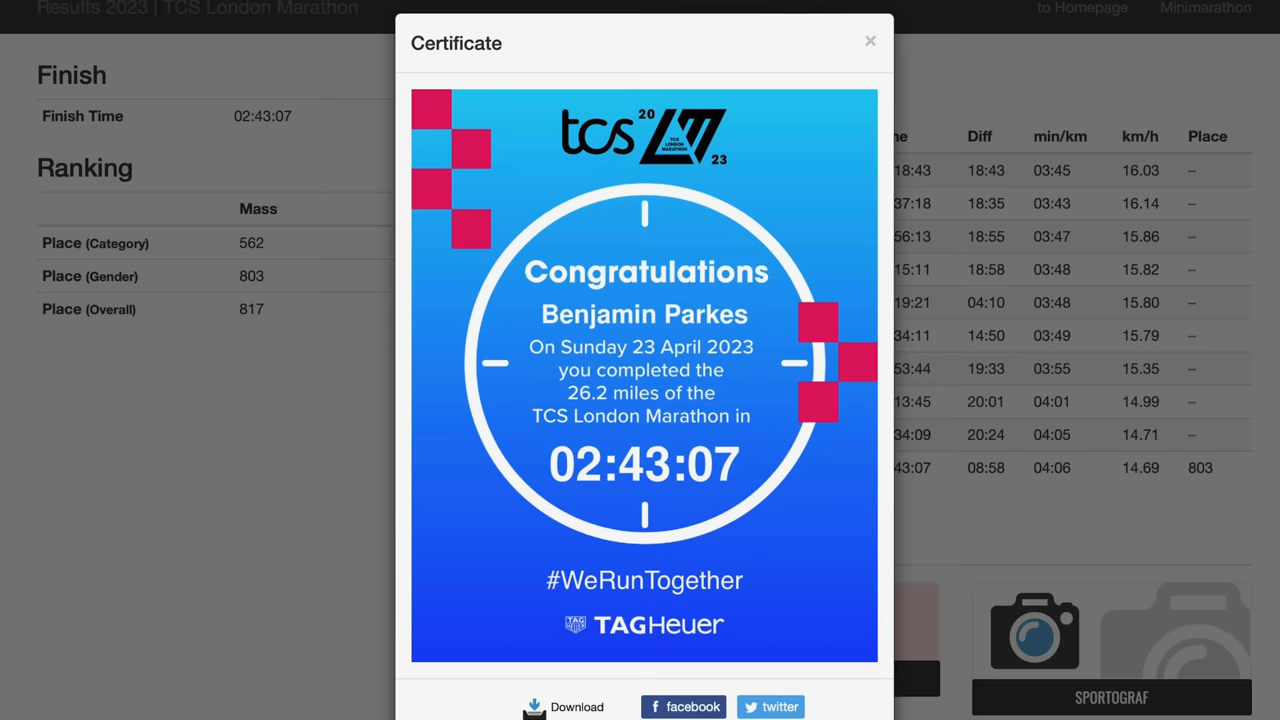 Results 2023 | TCS London Marathon
to Homepage
Minimarathon
Certificate
×
Finish
Finish Time 02:43:07
Ranking
Mass
Place (Category) 562
Place (Gender) 803
Place (Overall) 817
tcs 20 23
TCS
LONDON
MARATHON
Congratulations
Benjamin Parkes
On Sunday 23 April 2023
you completed the
26.2 miles of the
TCS London Marathon in
02:43:07
#WeRunTogether
TAG
HEUER
TAGHeuer
Download
facebook
twitter
Diff min/km km/h Place
18:43 18:43 03:45 16.03 –
37:18 18:35 03:43 16.14 –
56:13 18:55 03:47 15.86 –
15:11 18:58 03:48 15.82 –
19:21 04:10 03:48 15.80 –
34:11 14:50 03:49 15.79 –
53:44 19:33 03:55 15.35 –
13:45 20:01 04:01 14.99 –
34:09 20:24 04:05 14.71 –
43:07 08:58 04:06 14.69 803
SPORTOGRAF